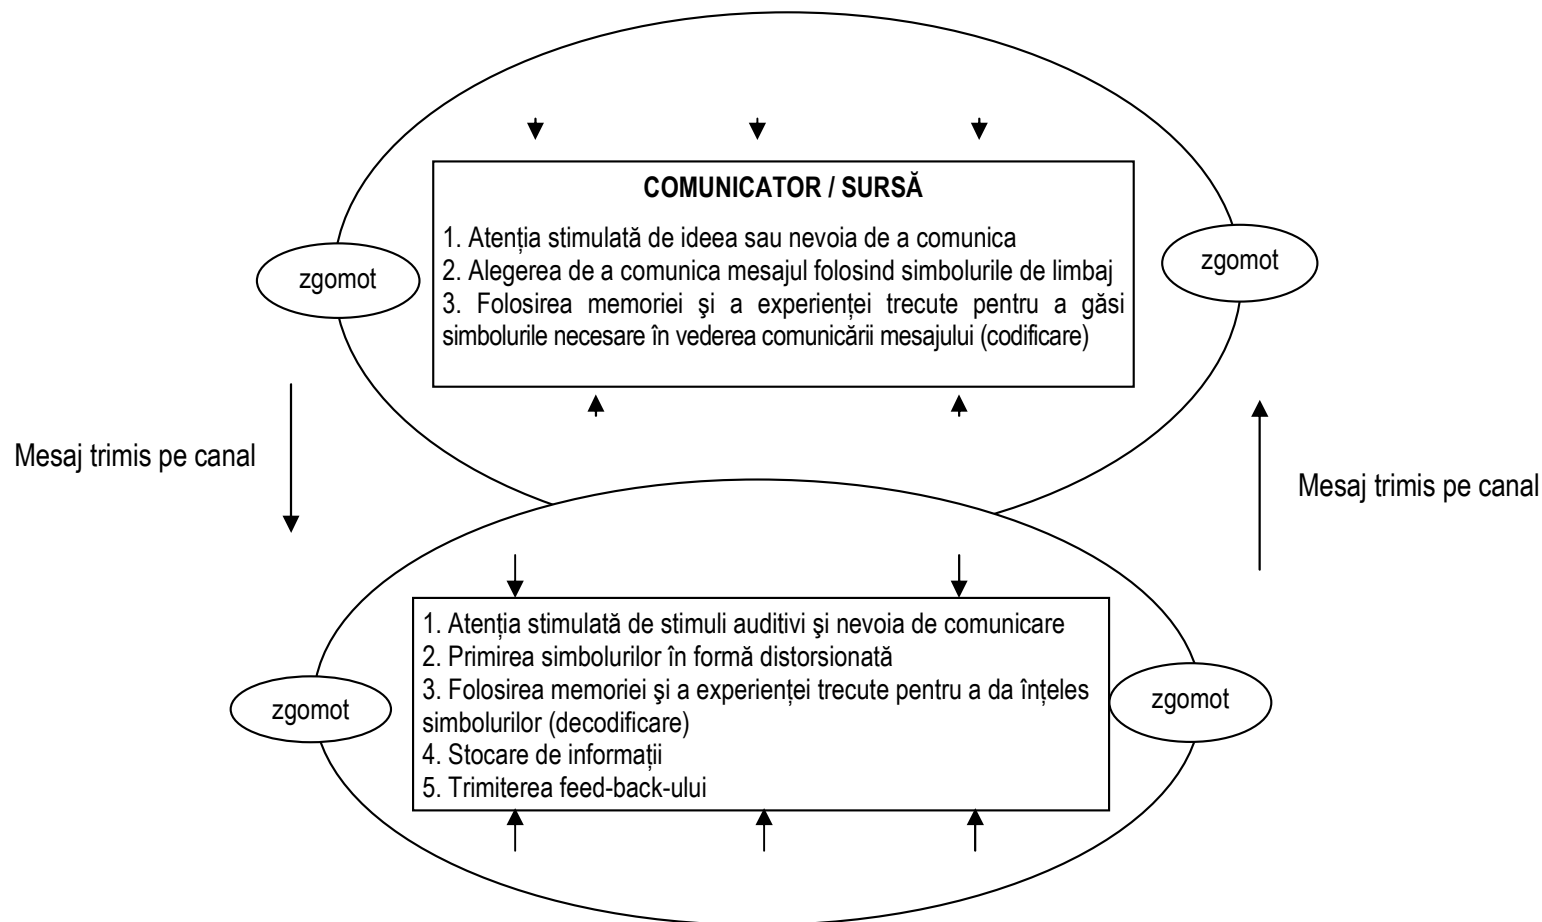 COMUNICATOR / SURSĂ
1. Atenția stimulată de ideea sau nevoia de a comunica
2. Alegerea de a comunica mesajul folosind simbolurile de limbaj
3. Folosirea memoriei şi a experienței trecute pentru a găsi
simbolurile necesare în vederea comunicării mesajului (codificare)
zgomot
zgomot
Mesaj trimis pe canal
Mesaj trimis pe canal
1. Atenția stimulată de stimuli auditivi şi nevoia de comunicare
2. Primirea simbolurilor în formă distorsionată
3. Folosirea memoriei şi a experienței trecute pentru a da înțeles
simbolurilor (decodificare)
4. Stocare de informații
5. Trimiterea feed-back-ului
zgomot
zgomot